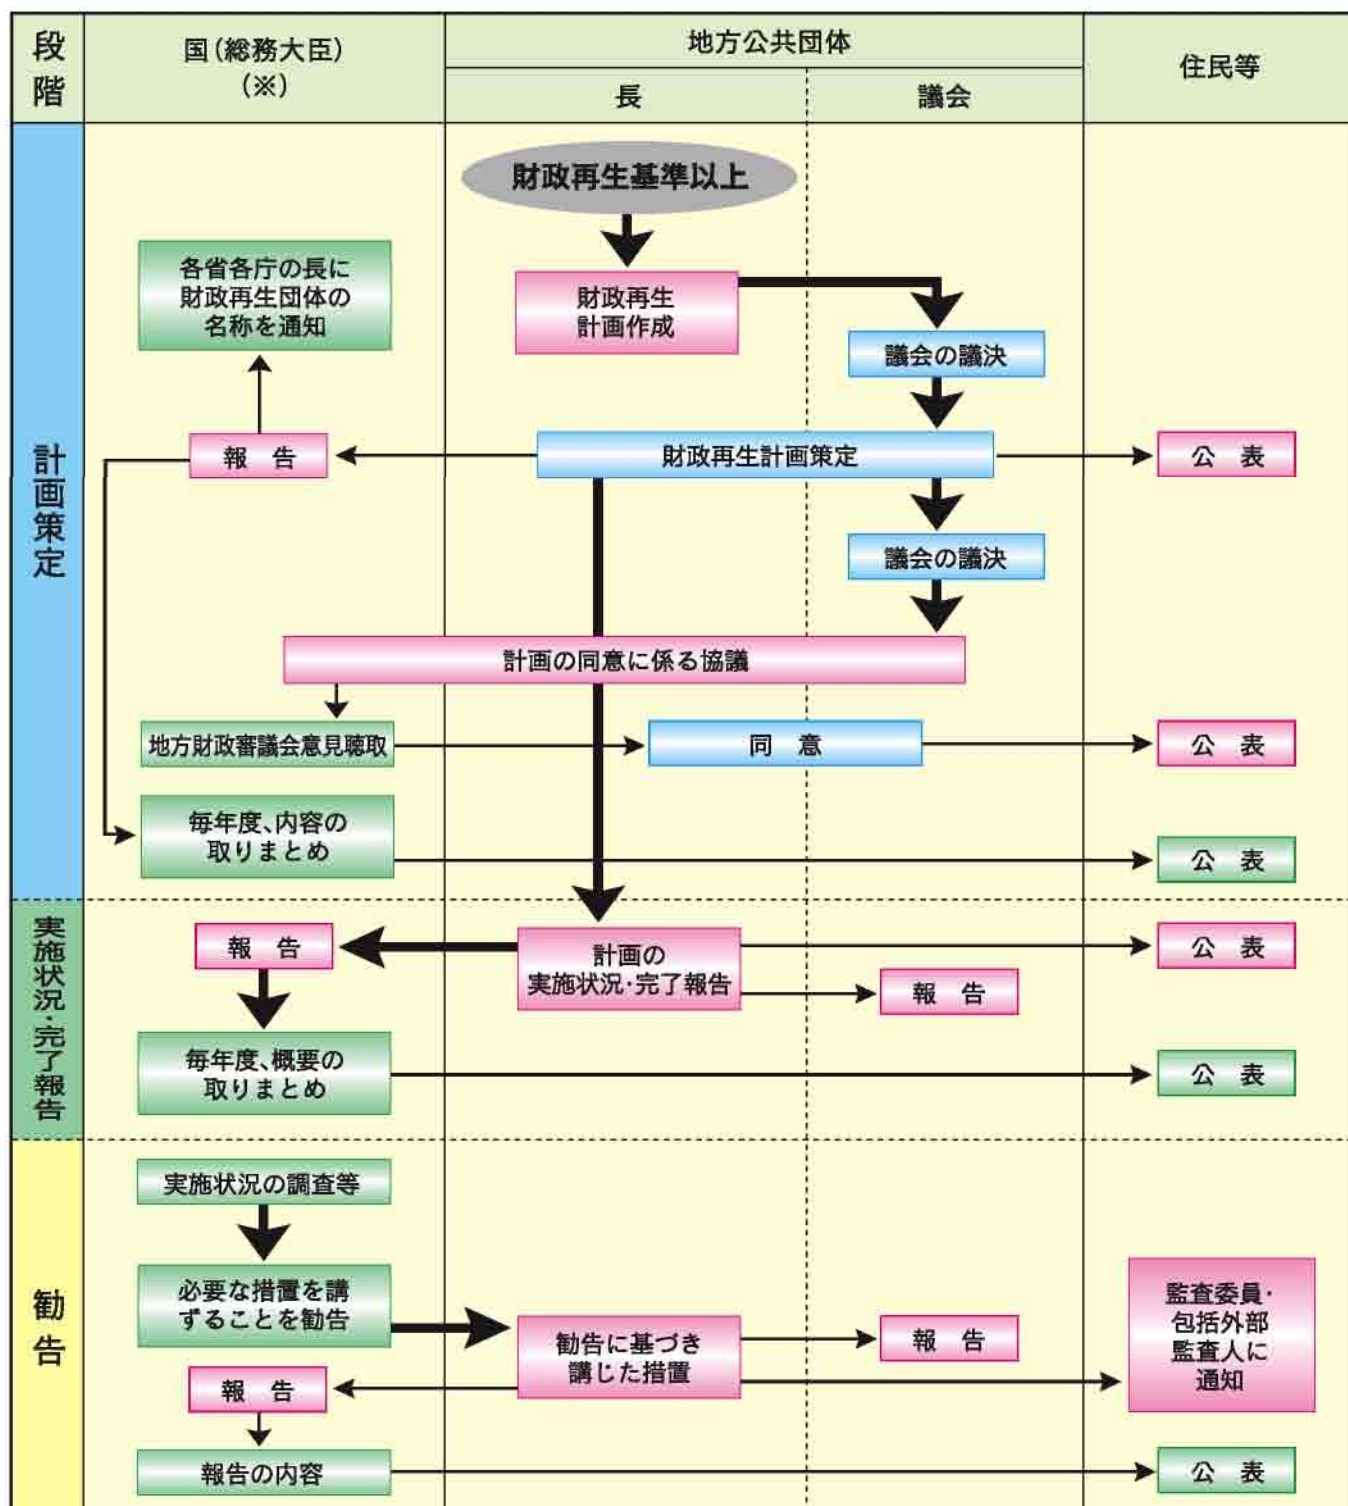 段階
国(総務大臣)
(※)
地方公共団体
長
議会
住民等
計画策定
財政再生基準以上
各省各庁の長に
財政再生団体の
名称を通知
財政再生
計画作成
議会の議決
報 告
財政再生計画策定
公 表
議会の議決
計画の同意に係る協議
地方財政審議会意見聴取
同 意
公 表
毎年度、内容の
取りまとめ
公 表
実施状況・完了報告
報 告
計画の
実施状況・完了報告
公 表
報 告
毎年度、概要の
取りまとめ
公 表
勧告
実施状況の調査等
必要な措置を講
ずることを勧告
勧告に基づき
講じた措置
報 告
監査委員・
包括外部
監査人に
通知
報 告
報告の内容
公 表